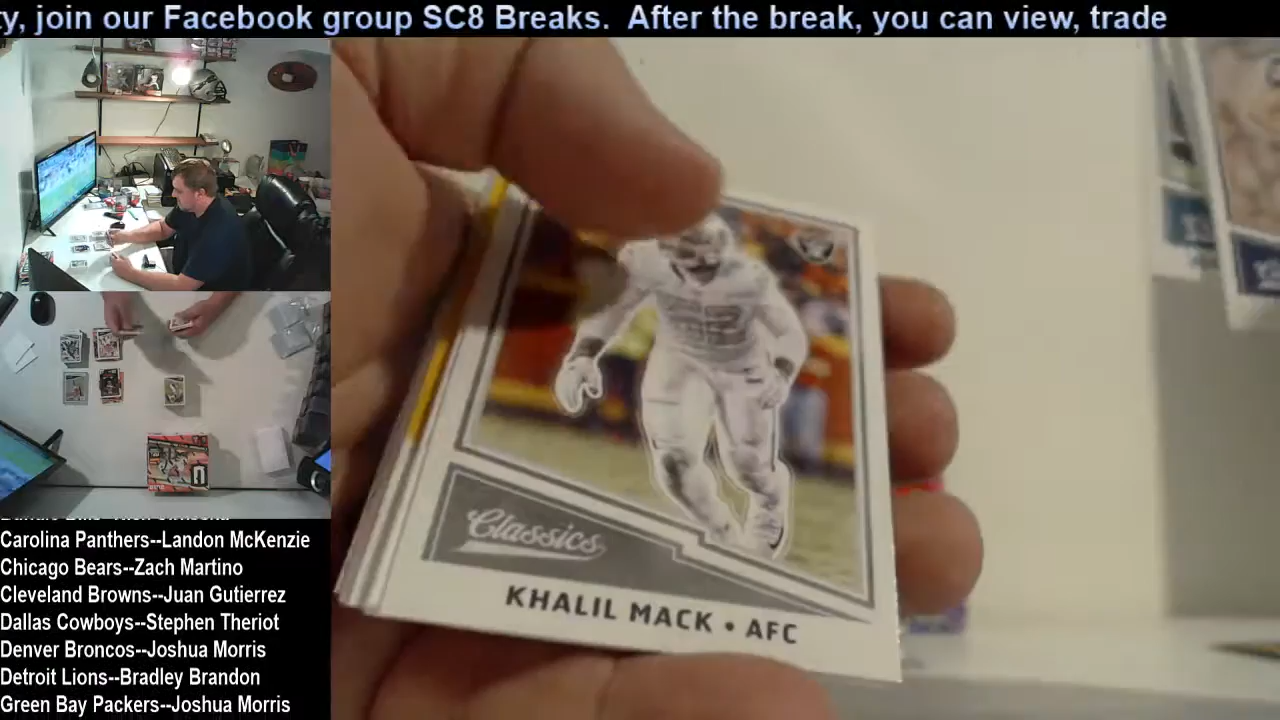 ty, join our Facebook group SC8 Breaks. After the break, you can view, trade
52
Classics
KHALIL MACK • AFC
Carolina Panthers--Landon McKenzie
Chicago Bears--Zach Martino
Cleveland Browns--Juan Gutierrez
Dallas Cowboys--Stephen Theriot
Denver Broncos--Joshua Morris
Detroit Lions--Bradley Brandon
Green Bay Packers--Joshua Morris